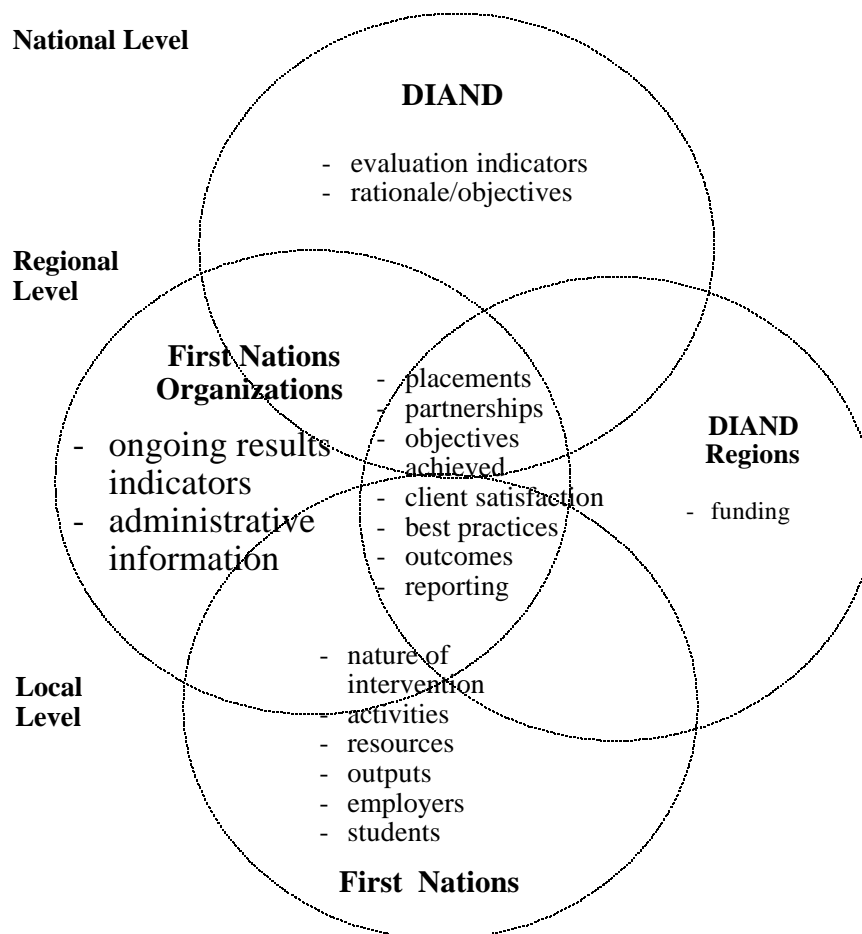 National Level
DIAND
- evaluation indicators
- rationale/objectives
Regional
Level
First Nations
Organizations
- ongoing results
indicators
- administrative
information
- placements
- partnerships
- objectives
achieved
- client satisfaction
- best practices
- outcomes
- reporting
DIAND
Regions
- funding
Local
Level
- nature of
intervention
- activities
- resources
- outputs
- employers
- students
First Nations